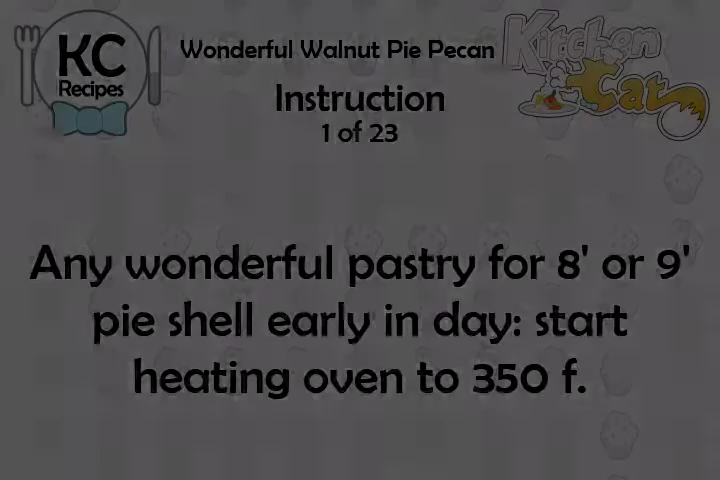 KC
Recipes
Wonderful Walnut Pie Pecan
Kitchen
Cat
Instruction
1 of 23
Any wonderful pastry for 8' or 9'
pie shell early in day: start
heating oven to 350 f.